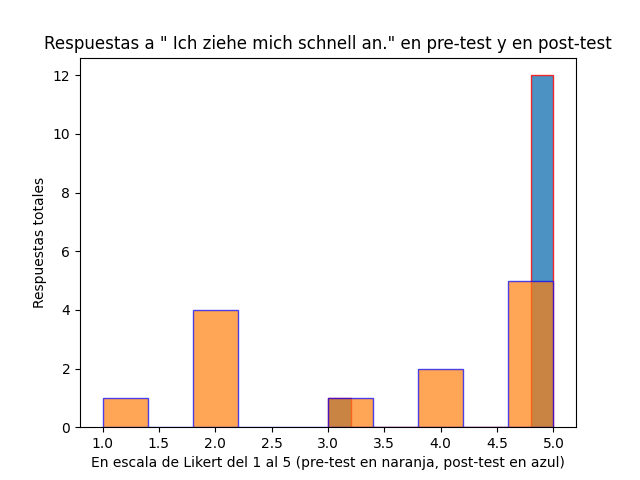 Respuestas a " Ich ziehe mich schnell an." en pre-test y en post-test
12
10
8
6
4
2
0
Respuestas totales
1.0 1.5 2.0 2.5 3.0 3.5 4.0 4.5 5.0
En escala de Likert del 1 al 5 (pre-test en naranja, post-test en azul)